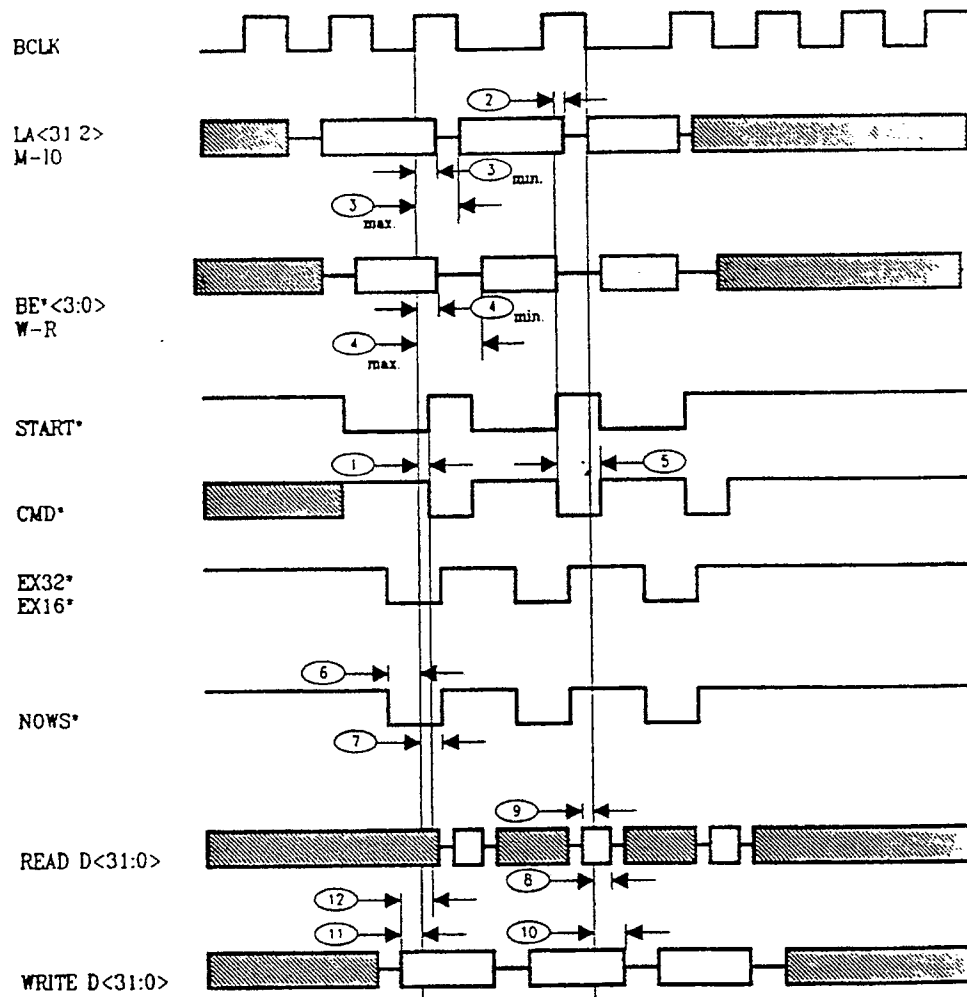 BCLK
2
LA<31 2>
M-IO
3 min.
3 max.
BE*<3:0>
W-R
4 min.
4 max.
START*
1
5
CMD*
EX32*
EX16*
6
NOWS*
7
9
READ D<31:0>
8
12
11
10
WRITE D<31:0>